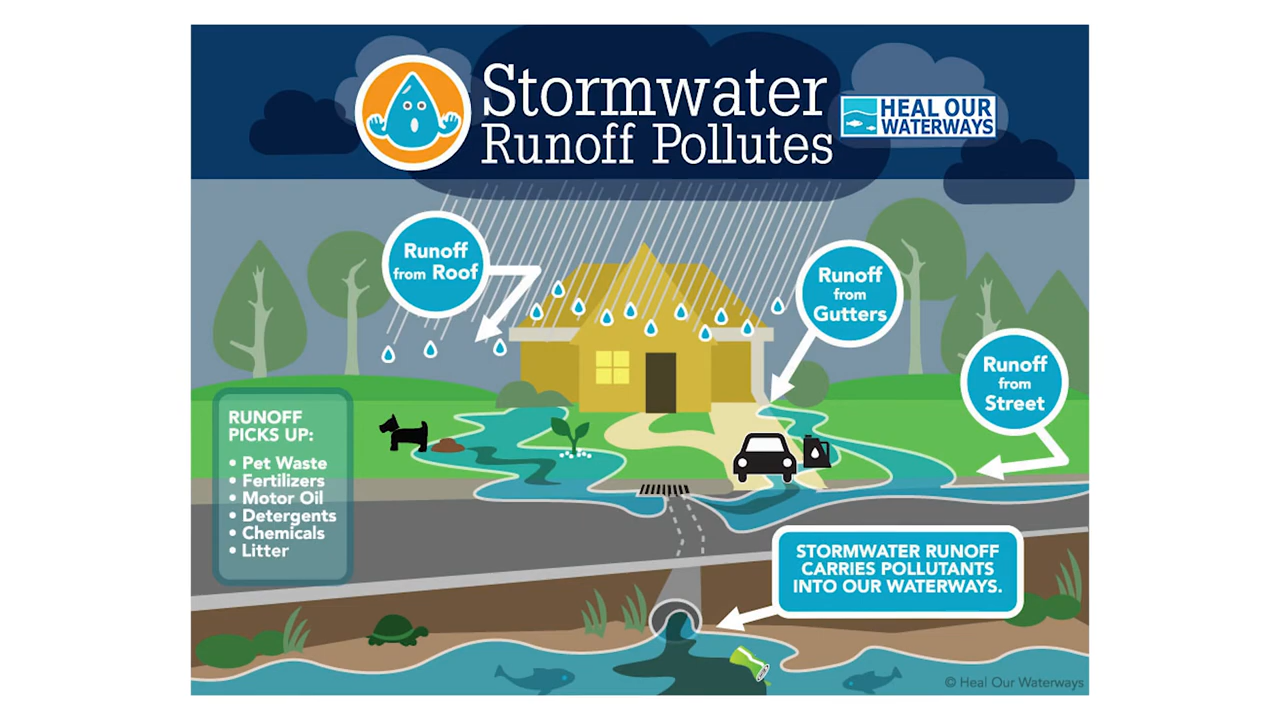 Stormwater
Runoff Pollutes
HEAL OUR
WATERWAYS
Runoff
from Roof
Runoff
from
Gutters
Runoff
from
Street
RUNOFF
PICKS UP:
• Pet Waste
• Fertilizers
• Motor Oil
• Detergents
• Chemicals
• Litter
STORMWATER RUNOFF
CARRIES POLLUTANTS
INTO OUR WATERWAYS.
© Heal Our Waterways